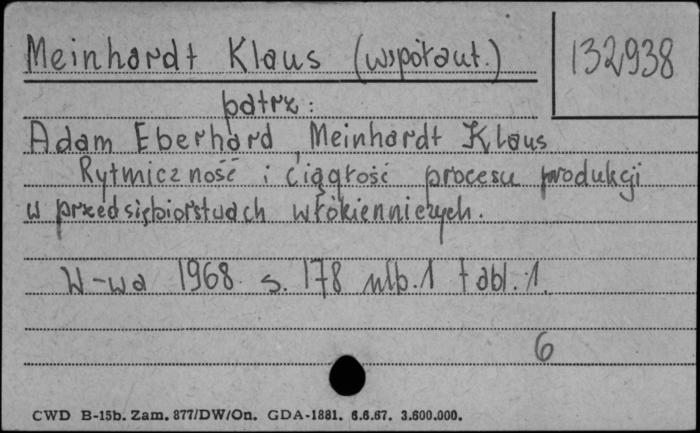 Meinhardt Klaus (współaut.) 132938
patrz:
Adam Eberhard, Meinhardt Klaus
Rytmiczność i ciągłość procesu produkcji
w przedsiębiorstwach włókienniczych.
W-wa 1968 s. 178 nlb. 1 tabl. 1.
6
CWD B-15b. Zam. 877/DW/On. GDA-1881. 6.6.67. 3.600.000.